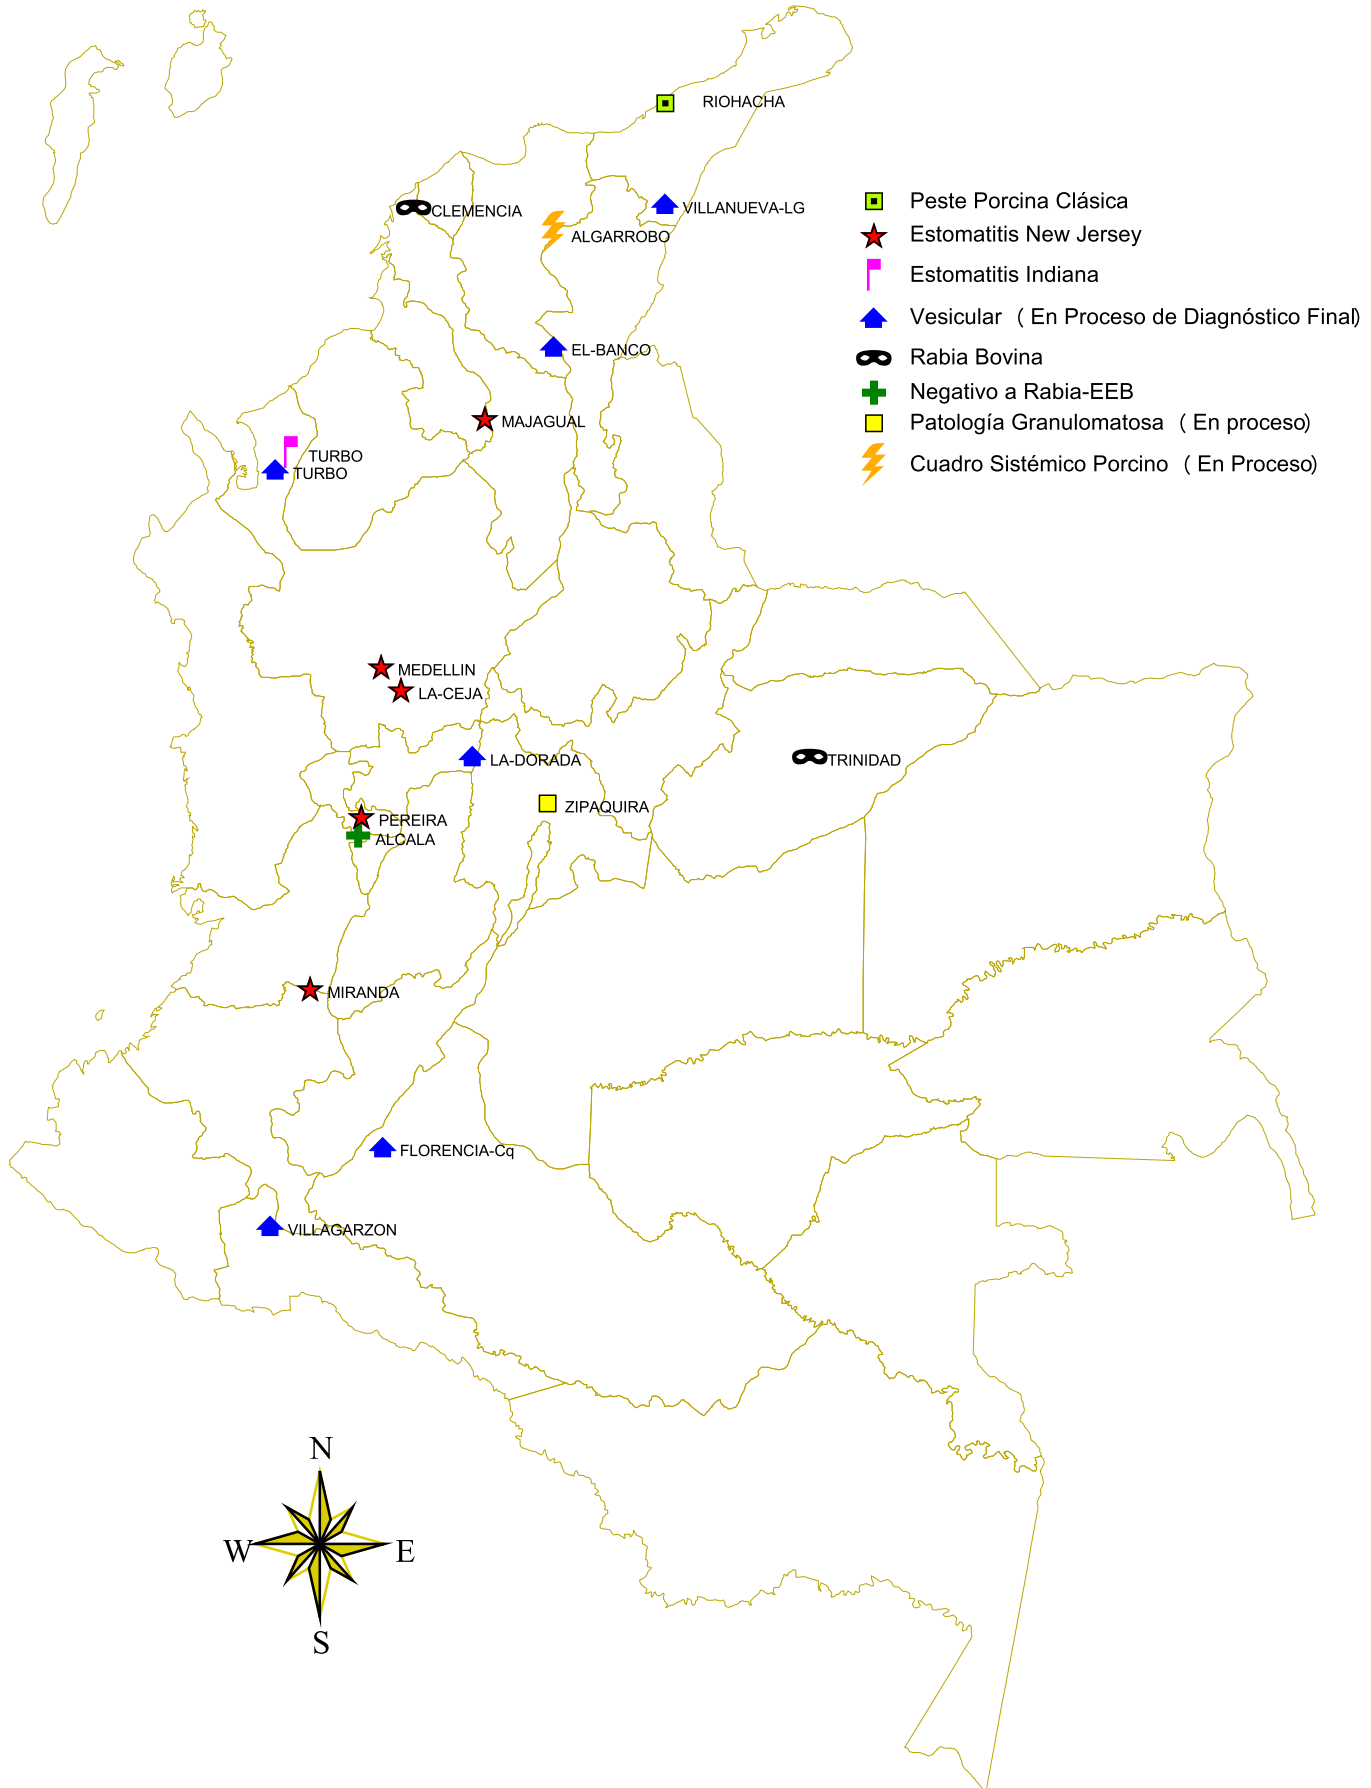 RIOHACHA
CLEMENCIA
VILLANUEVA-LG
ALGARROBO
EL-BANCO
MAJAGUAL
TURBO
TURBO
MEDELLIN
LA-CEJA
LA-DORADA
TRINIDAD
ZIPAQUIRA
PEREIRA
ALCALA
MIRANDA
FLORENCIA-Cq
VILLAGARZON
Peste Porcina Clásica
Estomatitis New Jersey
Estomatitis Indiana
Vesicular ( En Proceso de Diagnóstico Final)
Rabia Bovina
Negativo a Rabia-EEB
Patología Granulomatosa ( En proceso)
Cuadro Sistémico Porcino ( En Proceso)
N
W E
S